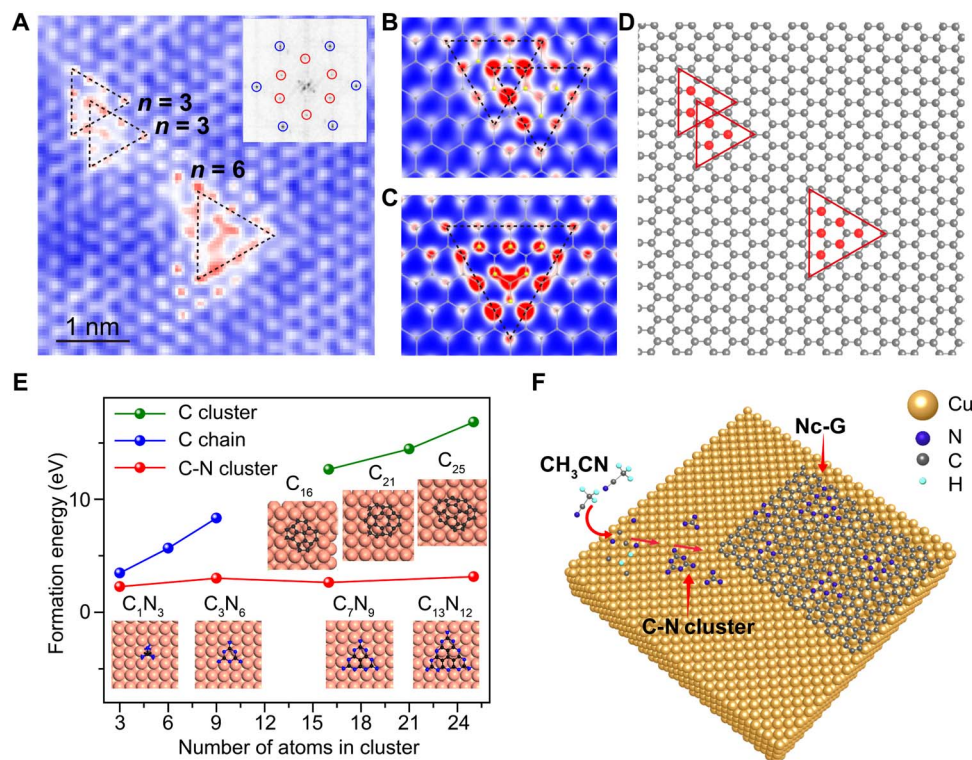 A
n = 3
n = 3
n = 6
1 nm
B
C
D
E
C cluster
C chain
C-N cluster
Formation energy (eV)
10
0
C₁₆
C₂₁
C₂₅
C₁N₃
C₃N₆
C₇N₉
C₁₃N₁₂
3 6 9 12 15 18 21 24
Number of atoms in cluster
F
CH₃CN
Nc-G
C-N cluster
Cu
N
C
H